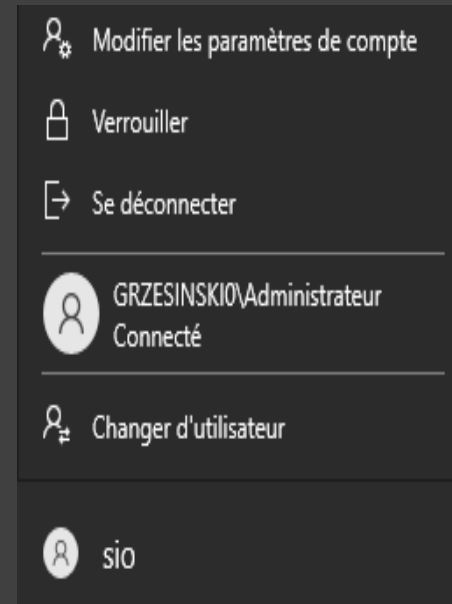 Modifier les paramètres de compte
Verrouiller
Se déconnecter
GRZESINSKI0\Administrateur
Connecté
Changer d'utilisateur
sio